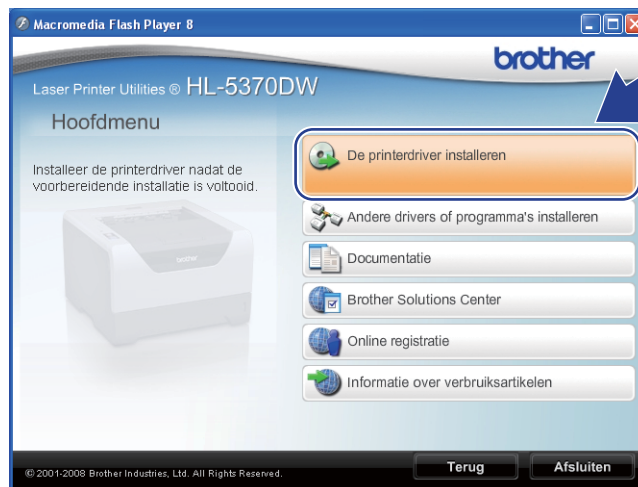 Macromedia Flash Player 8
brother
Laser Printer Utilities ® HL-5370DW
Hoofdmenu
Installeer de printerdriver nadat de
voorbereidende installatie is voltooid.
brother
De printerdriver installeren
Andere drivers of programma's installeren
Documentatie
Brother Solutions Center
Online registratie
Informatie over verbruiksartikelen
© 2001-2008 Brother Industries, Ltd. All Rights Reserved.
Terug
Afsluiten